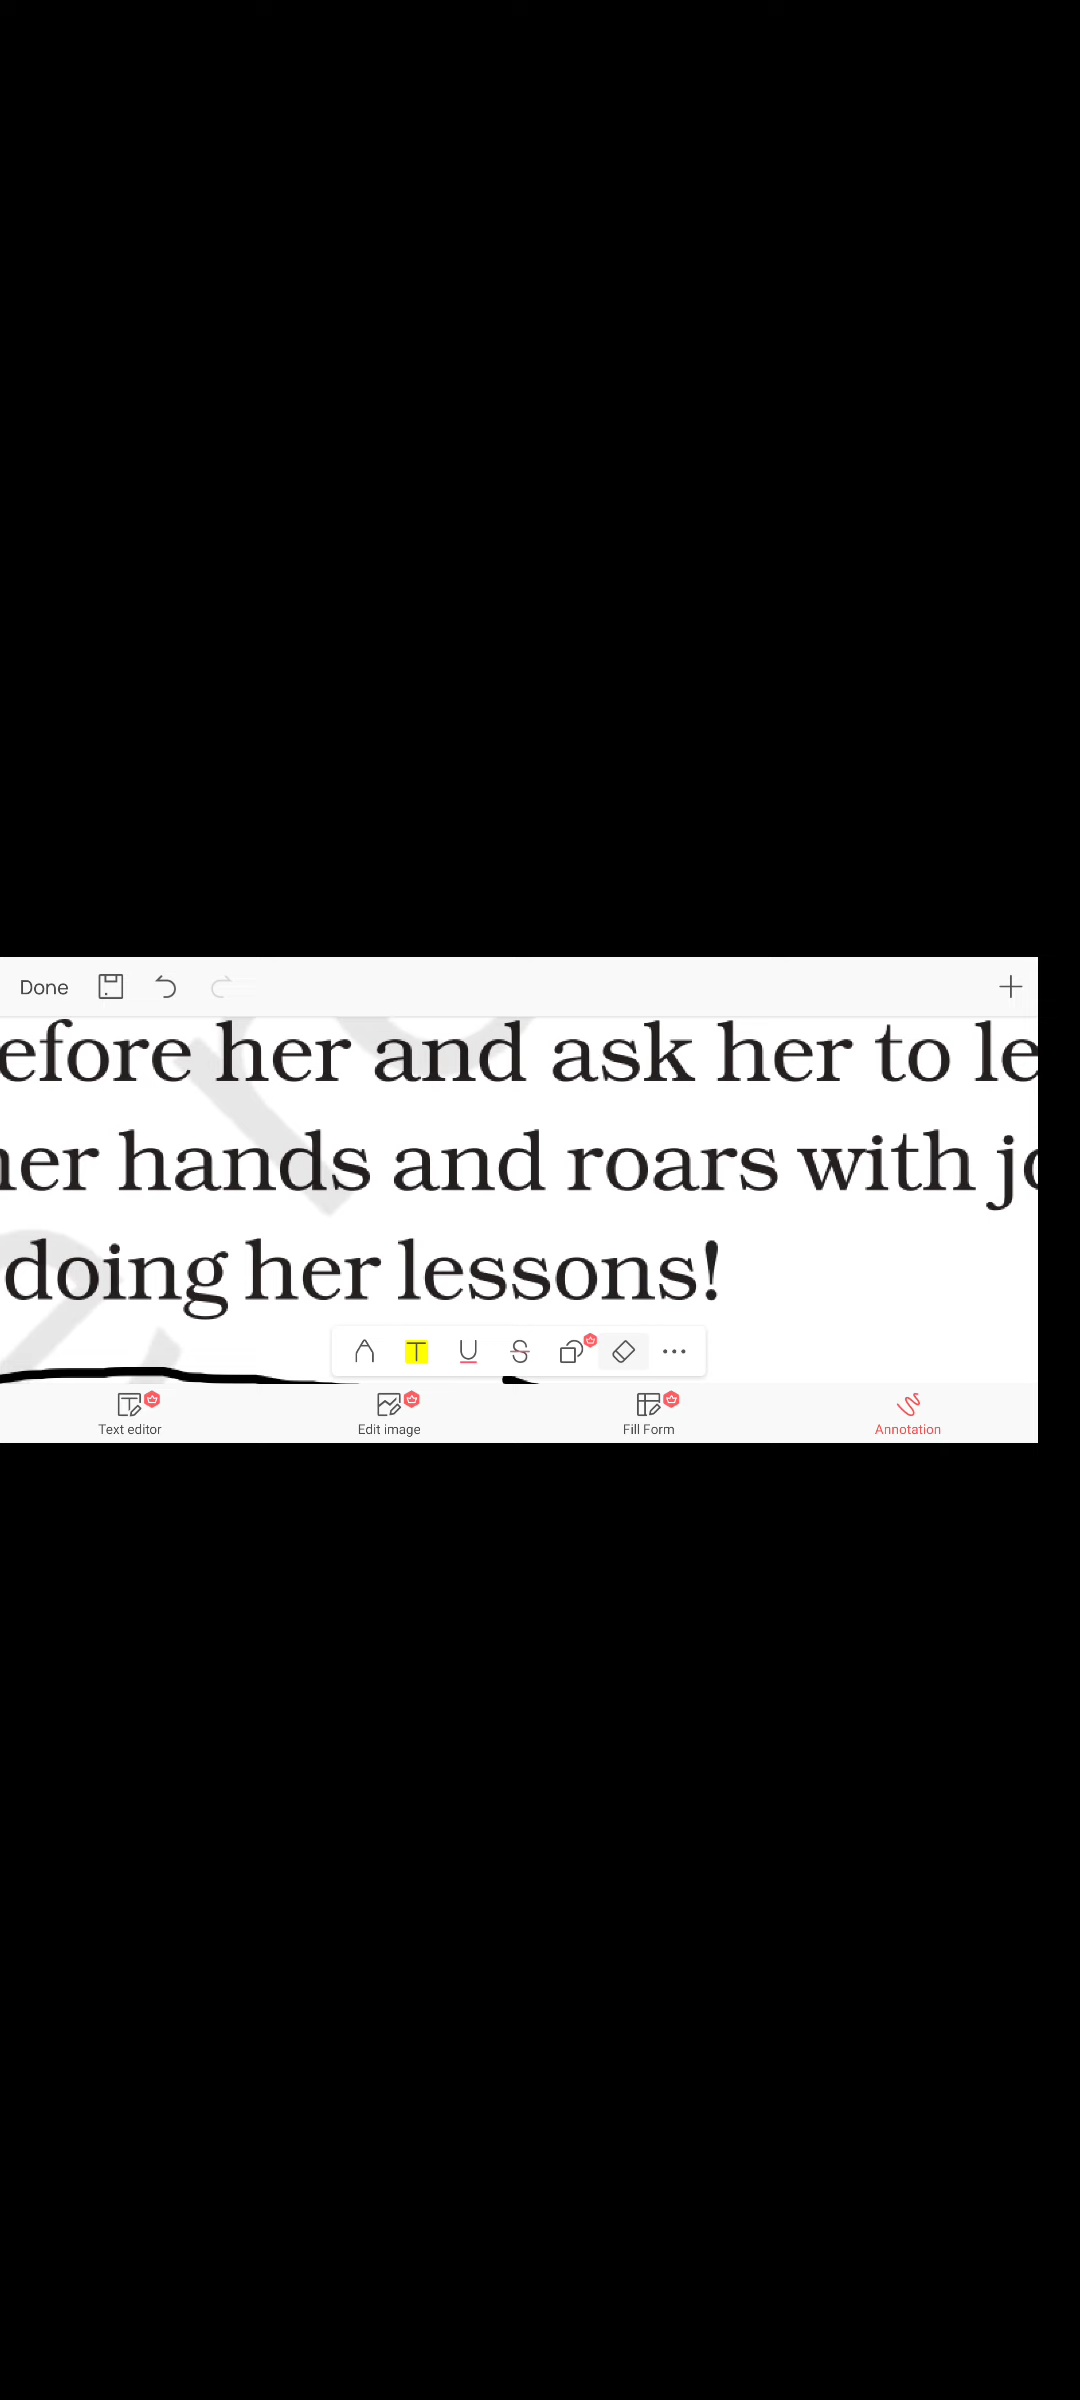 Done
efore her and ask her to le
her hands and roars with jo
doing her lessons!
T U S
Text editor Edit image Fill Form Annotation